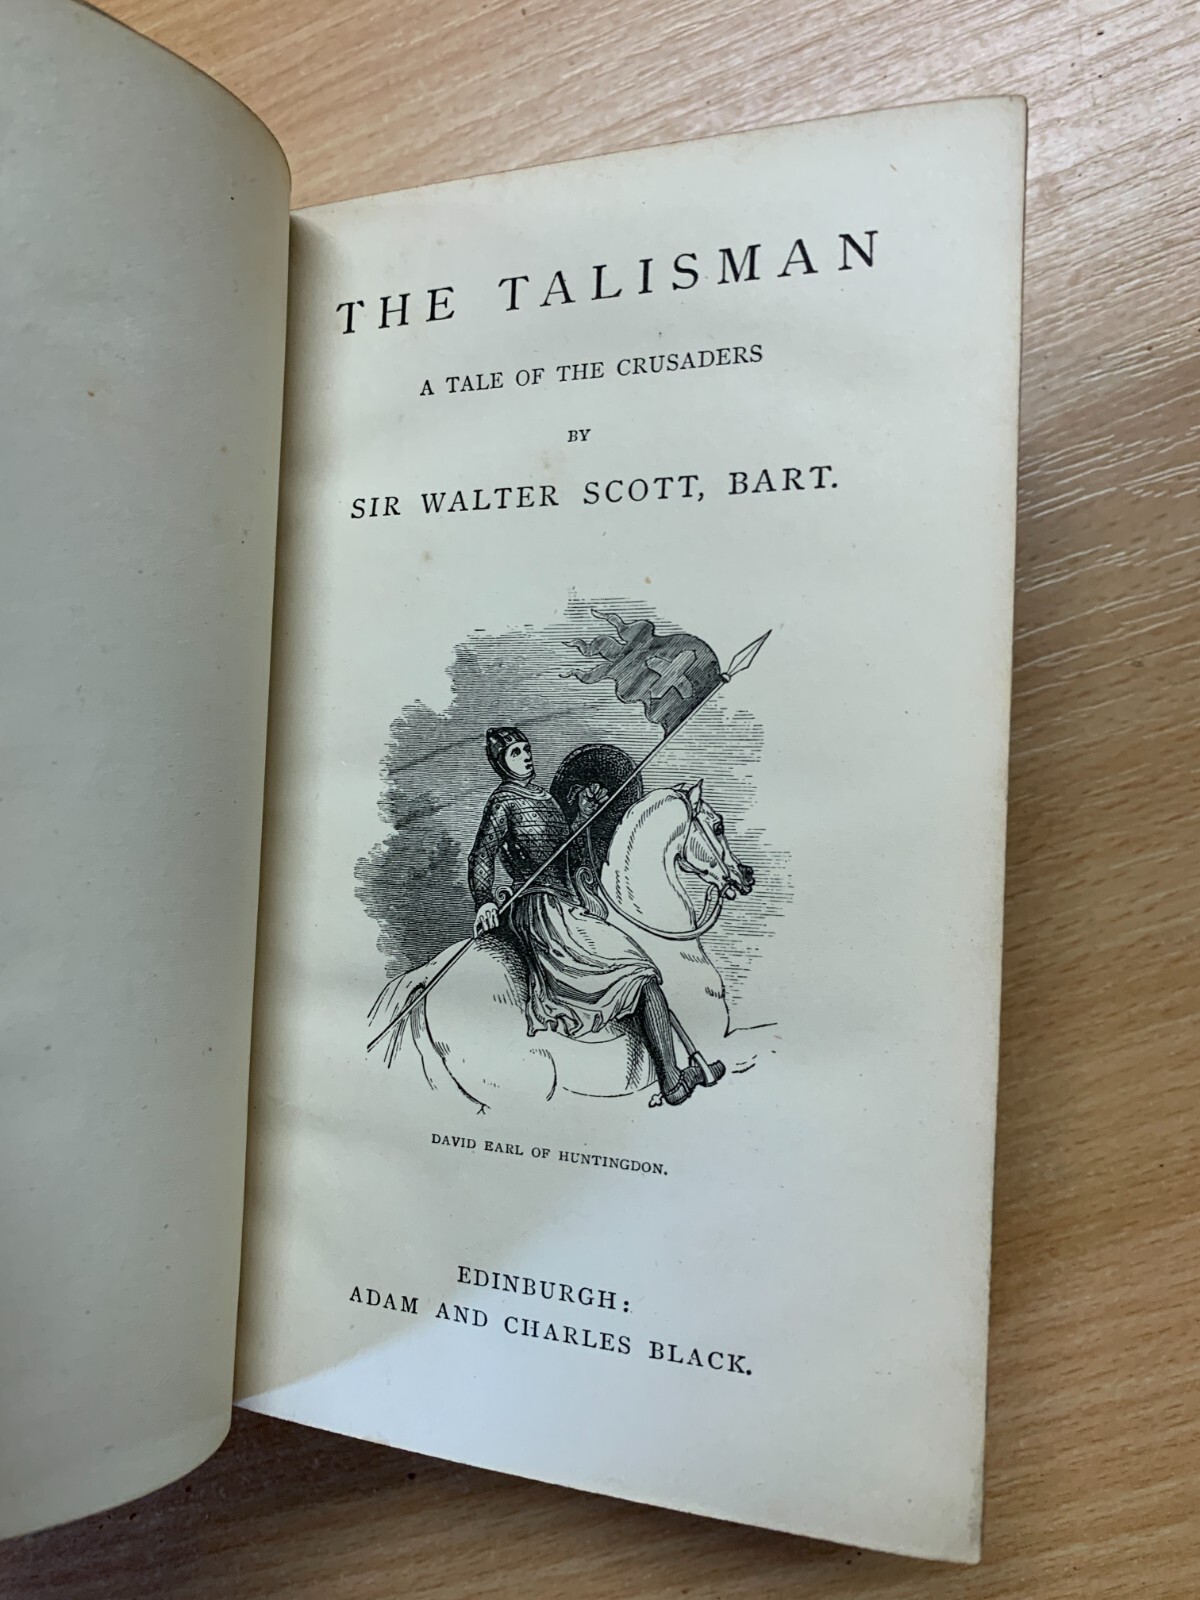 THE TALISMAN
A TALE OF THE CRUSADERS
BY
SIR WALTER SCOTT, BART.
DAVID EARL OF HUNTINGDON.
EDINBURGH:
ADAM AND CHARLES BLACK.